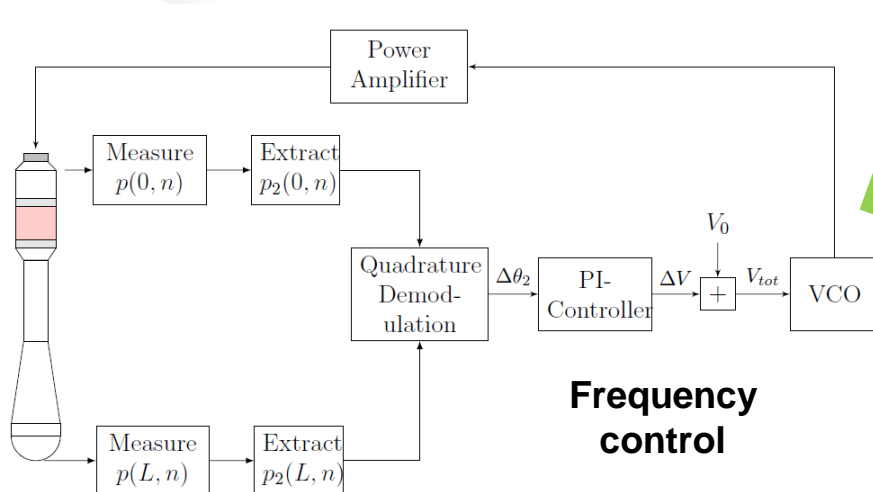 Power
Amplifier
Measure
p(0, n)
Extract
p₂(0, n)
V₀
Quadrature
Demod-
ulation
Δθ₂
PI-
Controller
ΔV
+
V_tot
VCO
Frequency
control
Measure
p(L, n)
Extract
p₂(L, n)